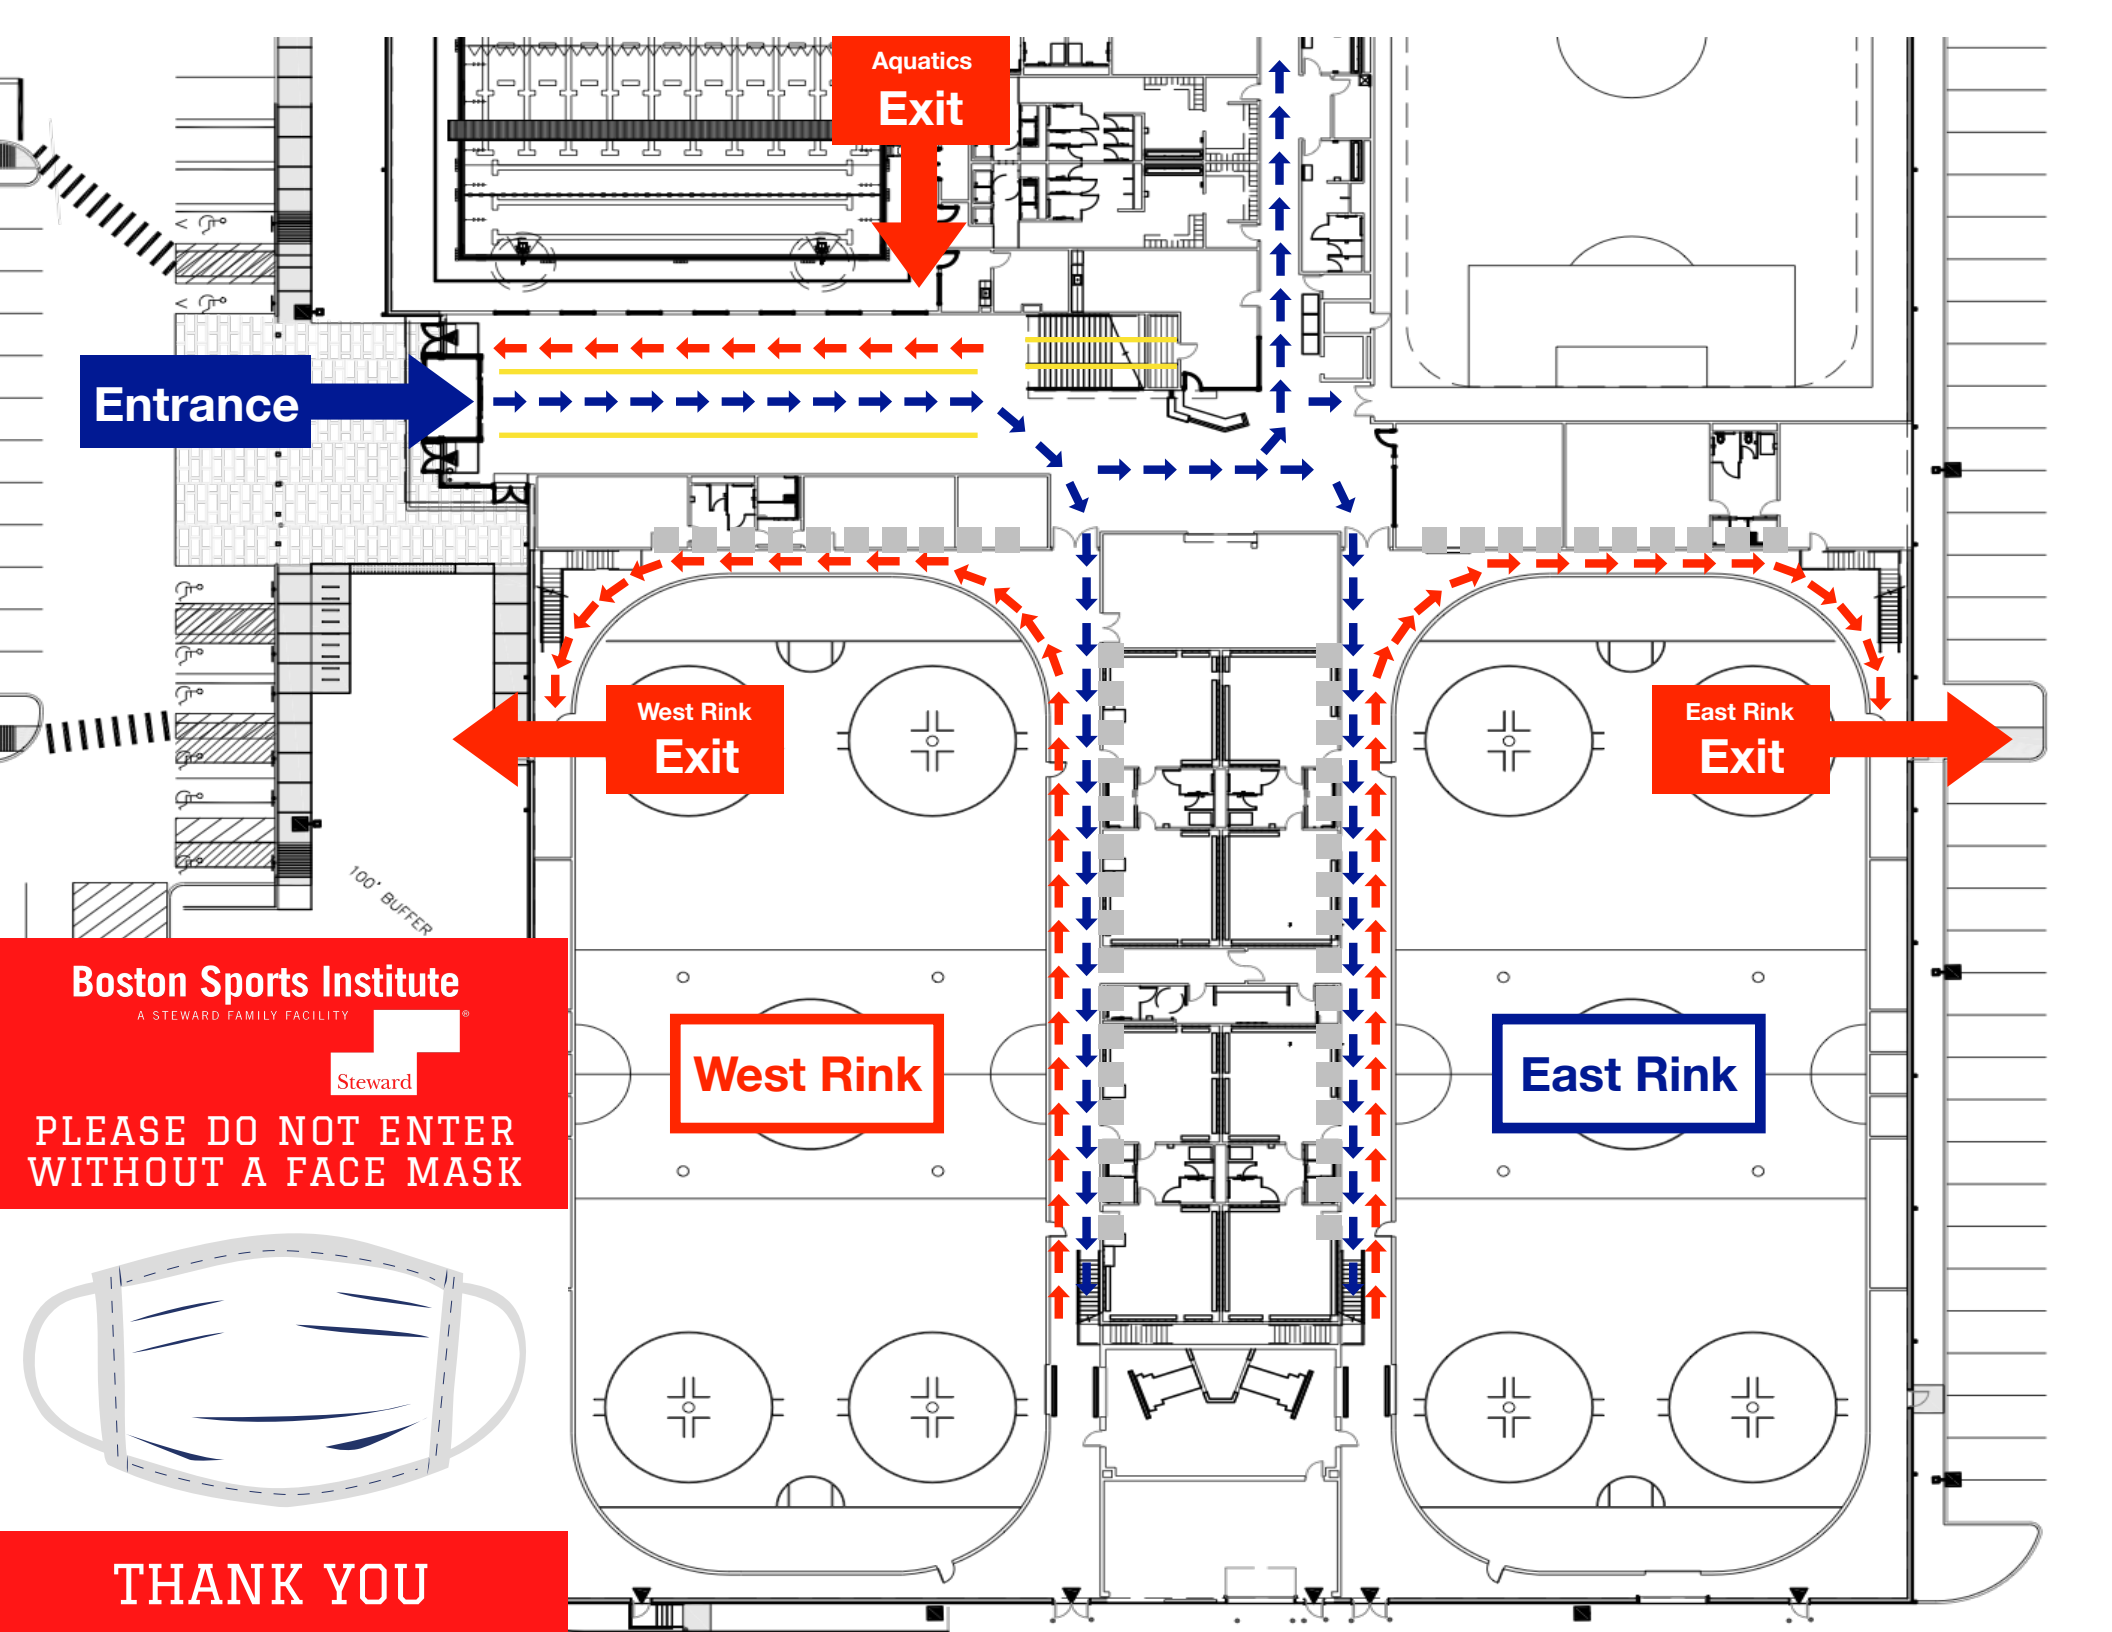 Aquatics
Exit
Entrance
West Rink
Exit
East Rink
Exit
100' BUFFER
Boston Sports Institute
A STEWARD FAMILY FACILITY
®
Steward
PLEASE DO NOT ENTER
WITHOUT A FACE MASK
West Rink
East Rink
THANK YOU